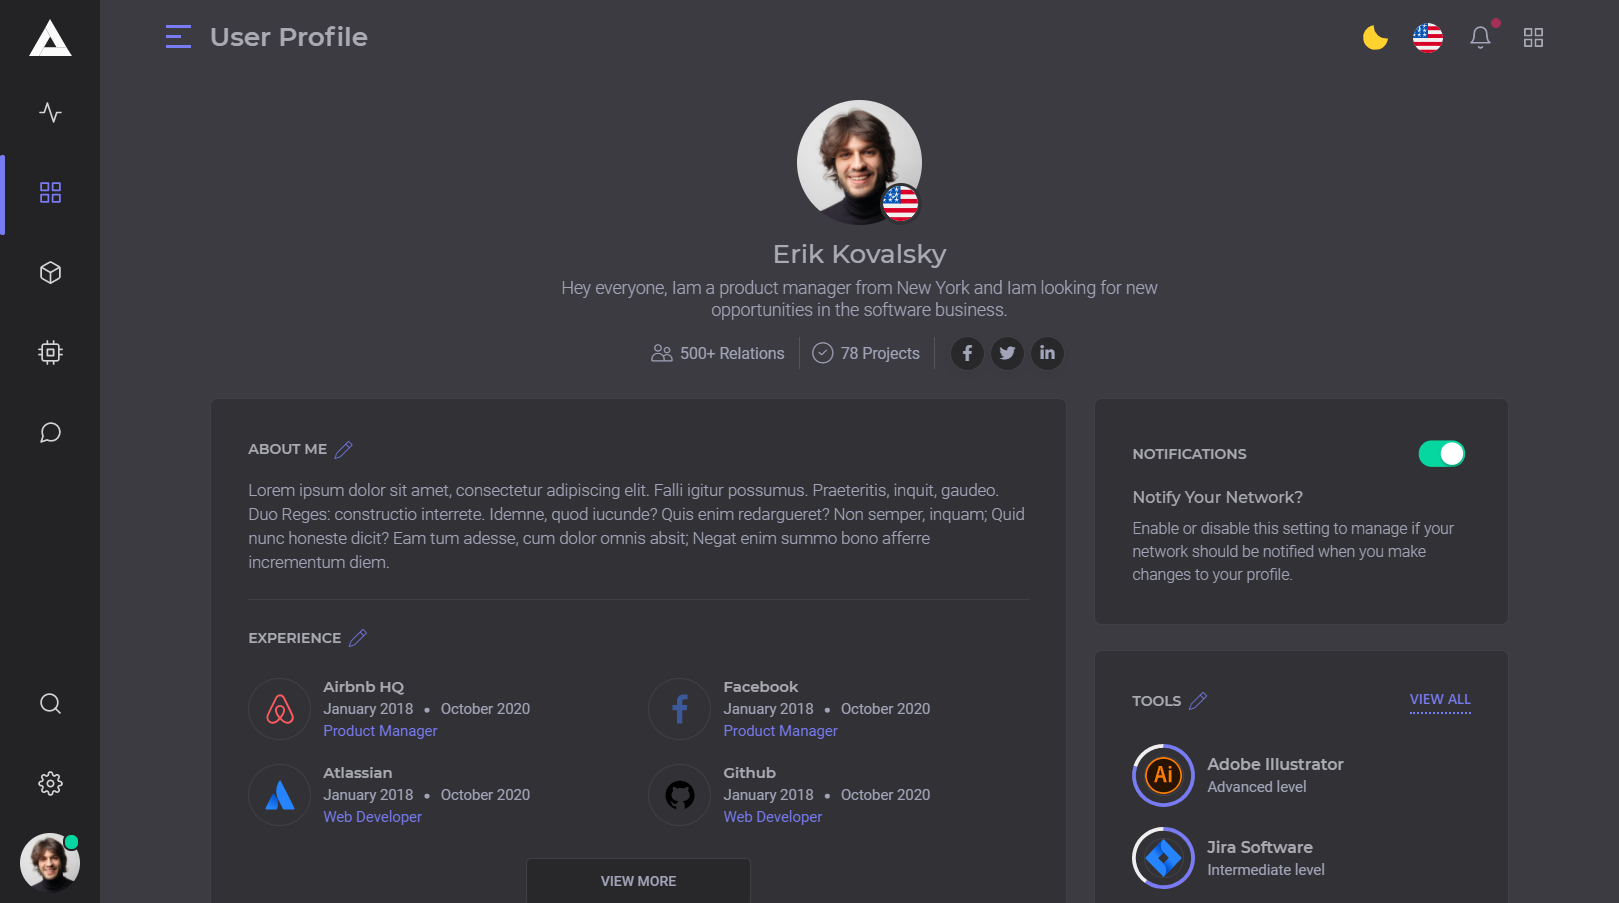 User Profile
Erik Kovalsky
Hey everyone, Iam a product manager from New York and Iam looking for new
opportunities in the software business.
500+ Relations
78 Projects
ABOUT ME
Lorem ipsum dolor sit amet, consectetur adipiscing elit. Falli igitur possumus. Praeteritis, inquit, gaudeo.
Duo Reges: constructio interrete. Idemne, quod iucunde? Quis enim redargueret? Non semper, inquam; Quid
nunc honeste dicit? Eam tum adesse, cum dolor omnis absit; Negat enim summo bono afferre
incrementum diem.
EXPERIENCE
Airbnb HQ
January 2018 • October 2020
Product Manager
Facebook
January 2018 • October 2020
Product Manager
Atlassian
January 2018 • October 2020
Web Developer
Github
January 2018 • October 2020
Web Developer
VIEW MORE
NOTIFICATIONS
Notify Your Network?
Enable or disable this setting to manage if your
network should be notified when you make
changes to your profile.
TOOLS
VIEW ALL
Ai
Adobe Illustrator
Advanced level
Jira Software
Intermediate level